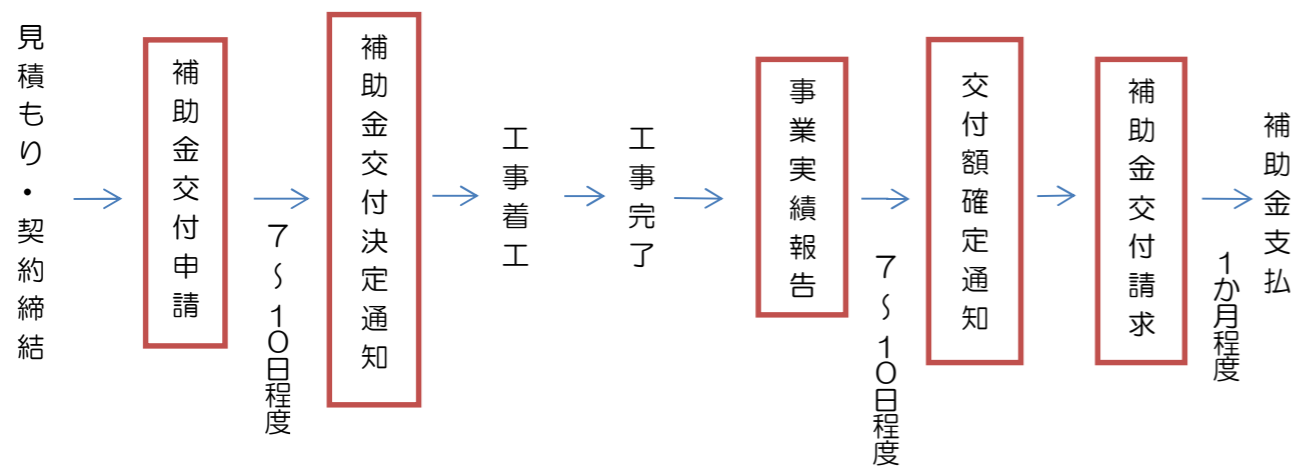 見積もり・契約締結
補助金交付申請
７～１０日程度
補助金交付決定通知
工事着工
工事完了
事業実績報告
７～１０日程度
交付額確定通知
補助金交付請求
１か月程度
補助金支払